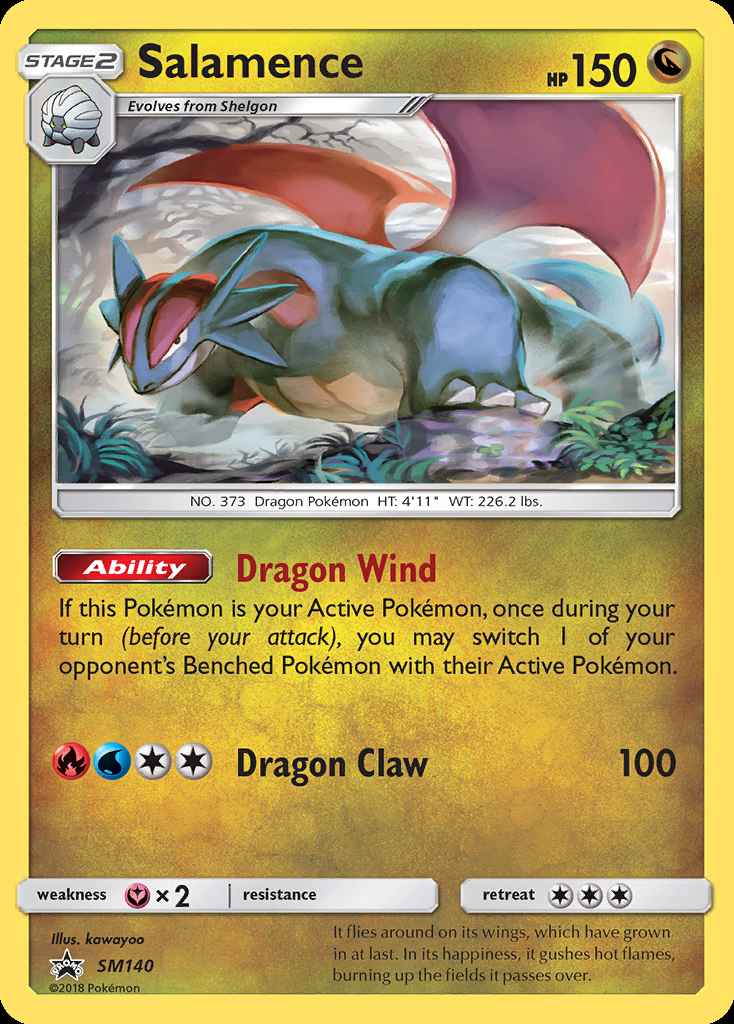 STAGE2
Salamence
HP 150
Evolves from Shelgon
NO. 373 Dragon Pokémon HT: 4'11" WT: 226.2 lbs.
Ability Dragon Wind
If this Pokémon is your Active Pokémon, once during your
turn (before your attack), you may switch 1 of your
opponent's Benched Pokémon with their Active Pokémon.
Dragon Claw 100
weakness ×2 resistance retreat
Illus. kawayoo
PROMO SM140
©2018 Pokémon
It flies around on its wings, which have grown
in at last. In its happiness, it gushes hot flames,
burning up the fields it passes over.